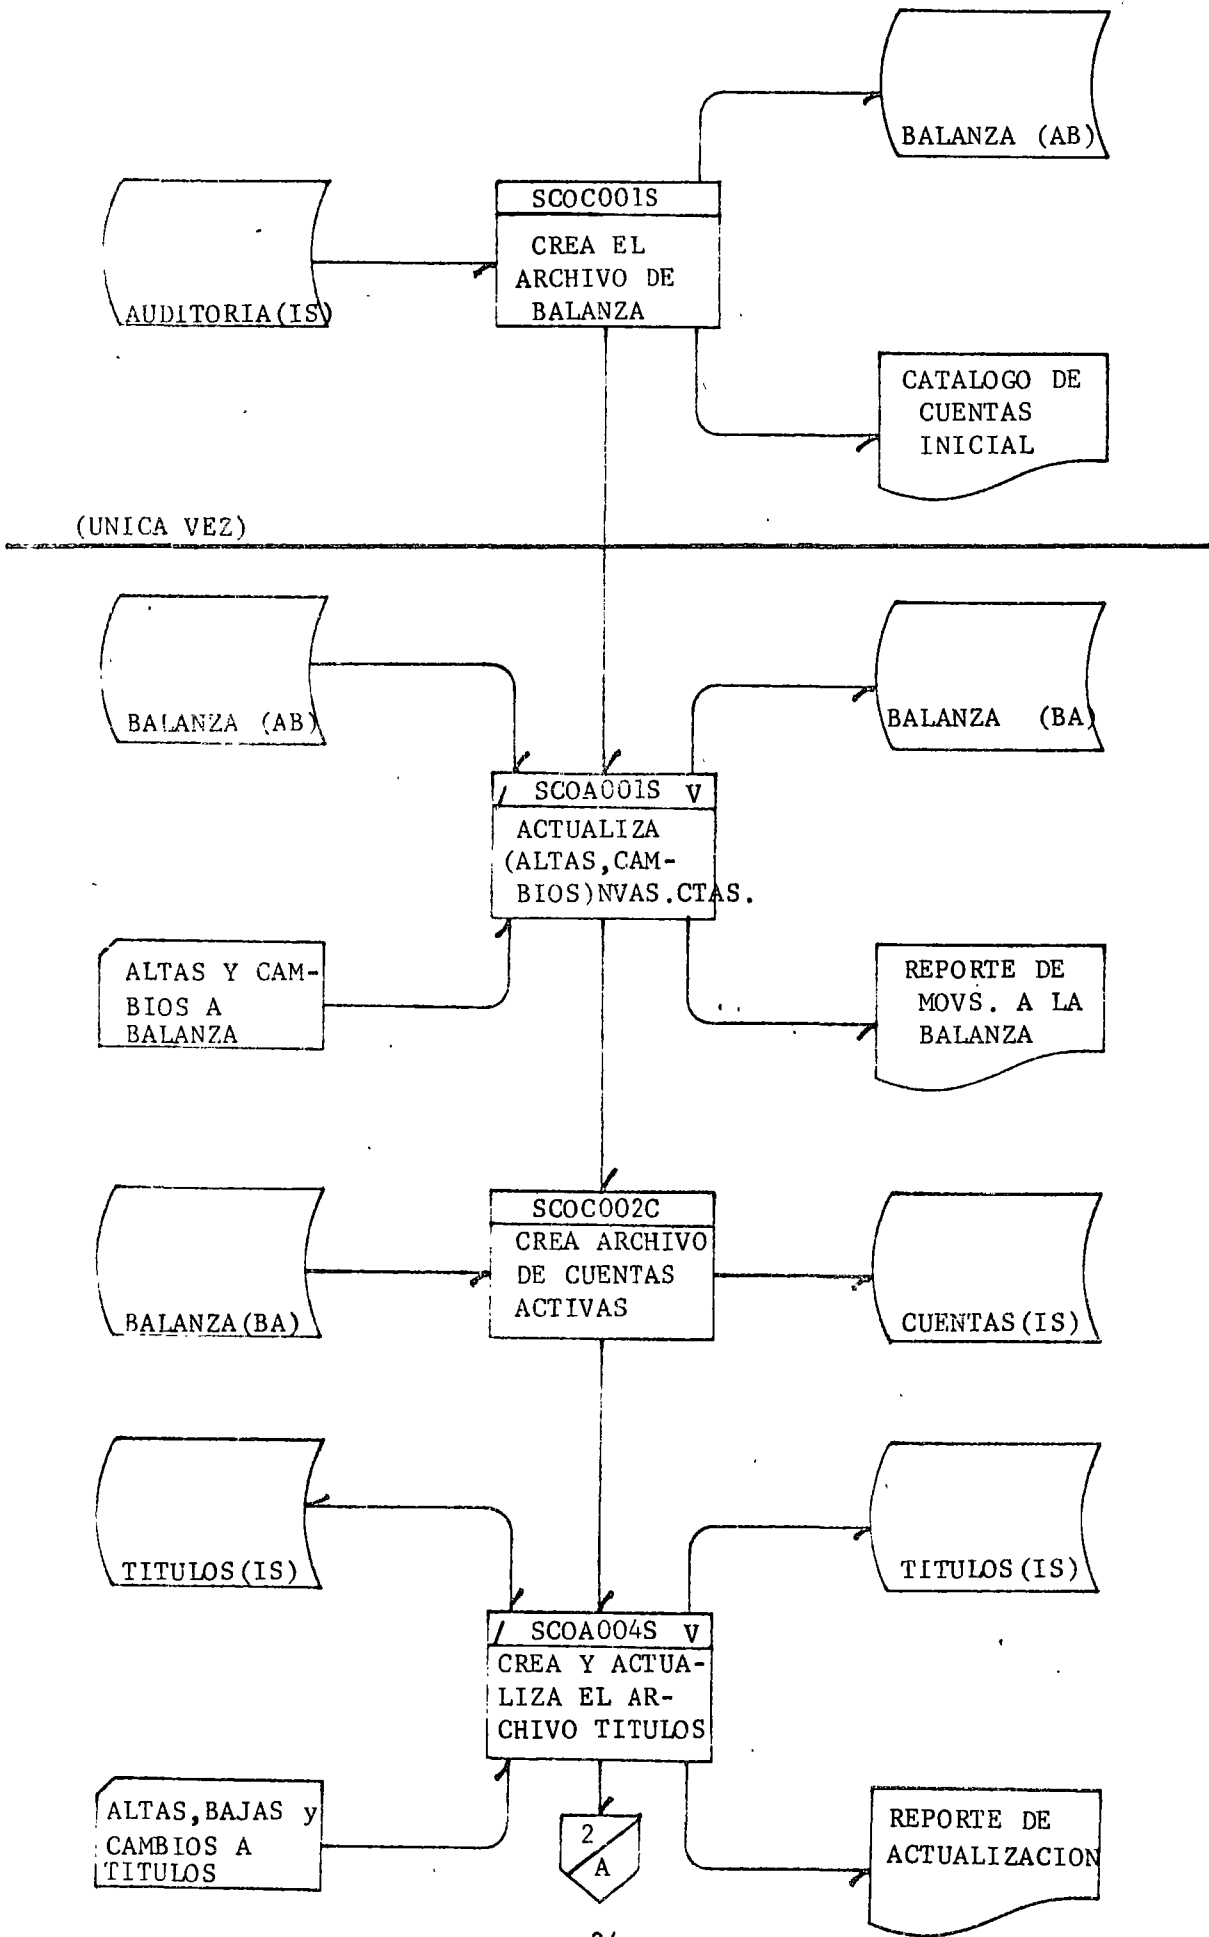 BALANZA (AB)
SCOC001S
CREA EL
ARCHIVO DE
BALANZA
AUDITORIA(IS)
CATALOGO DE
CUENTAS
INICIAL
(UNICA VEZ)
BALANZA (AB)
BALANZA (BA)
/ SCOA001S V
ACTUALIZA
(ALTAS,CAM-
BIOS)NVAS.CTAS.
ALTAS Y CAM-
BIOS A
BALANZA
REPORTE DE
MOVS. A LA
BALANZA
SCOC002C
CREA ARCHIVO
DE CUENTAS
ACTIVAS
BALANZA(BA)
CUENTAS(IS)
TITULOS(IS)
TITULOS(IS)
/ SCOA004S V
CREA Y ACTUA-
LIZA EL AR-
CHIVO TITULOS
ALTAS,BAJAS y
CAMBIOS A
TITULOS
2
A
REPORTE DE
ACTUALIZACION